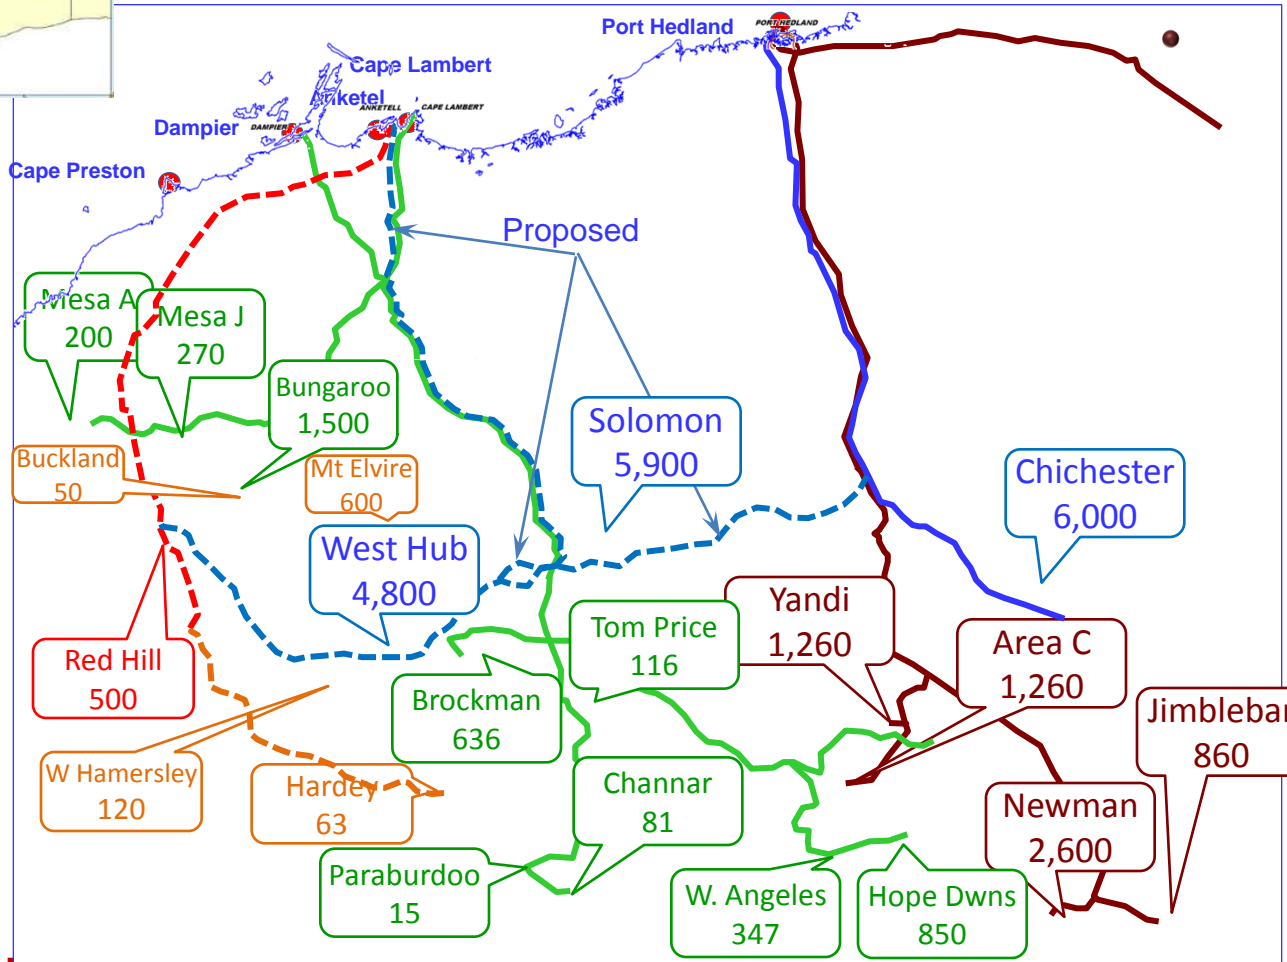 Port Hedland
PORT HEDLAND
Cape Lambert
Anketel
ANKETELL
CAPE LAMBERT
Dampier
DAMPIER
Cape Preston
Proposed
Mesa A
200
Mesa J
270
Bungaroo
1,500
Solomon
5,900
Buckland
50
Mt Elvire
600
Chichester
6,000
West Hub
4,800
Yandi
1,260
Tom Price
116
Area C
1,260
Red Hill
500
Brockman
636
Jimblebar
860
W Hamersley
120
Hardey
63
Channar
81
Newman
2,600
Paraburdoo
15
W. Angeles
347
Hope Dwns
850